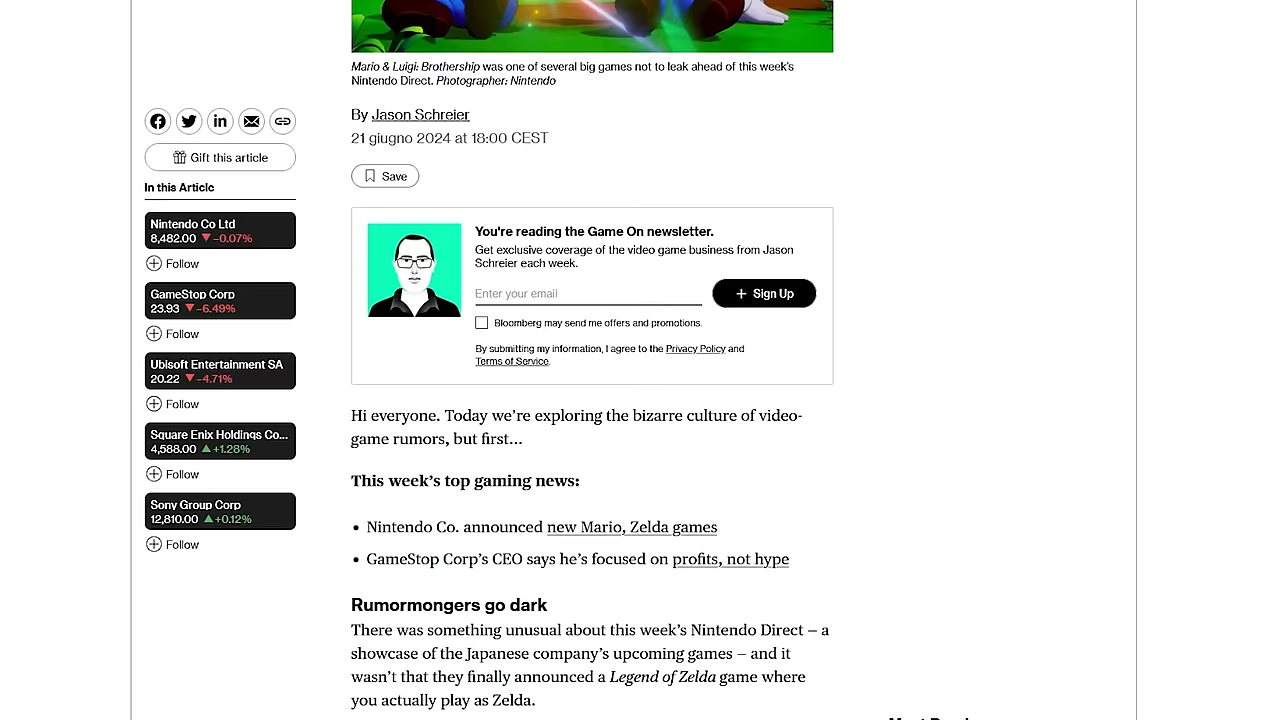 Mario & Luigi: Brothership was one of several big games not to leak ahead of this week's
Nintendo Direct. Photographer: Nintendo
By Jason Schreier
21 giugno 2024 at 18:00 CEST
Save
Gift this article
In this Article
Nintendo Co Ltd
8,482.00 ▼ −0.07%
Follow
GameStop Corp
23.93 ▼ −6.49%
Follow
Ubisoft Entertainment SA
20.22 ▼ −4.71%
Follow
Square Enix Holdings Co...
4,588.00 ▲ +1.28%
Follow
Sony Group Corp
12,810.00 ▲ +0.12%
Follow
You're reading the Game On newsletter.
Get exclusive coverage of the video game business from Jason
Schreier each week.
Enter your email
+ Sign Up
Bloomberg may send me offers and promotions.
By submitting my information, I agree to the Privacy Policy and
Terms of Service.
Hi everyone. Today we're exploring the bizarre culture of video-
game rumors, but first...
This week's top gaming news:
• Nintendo Co. announced new Mario, Zelda games
• GameStop Corp's CEO says he's focused on profits, not hype
Rumormongers go dark
There was something unusual about this week's Nintendo Direct – a
showcase of the Japanese company's upcoming games – and it
wasn't that they finally announced a Legend of Zelda game where
you actually play as Zelda.